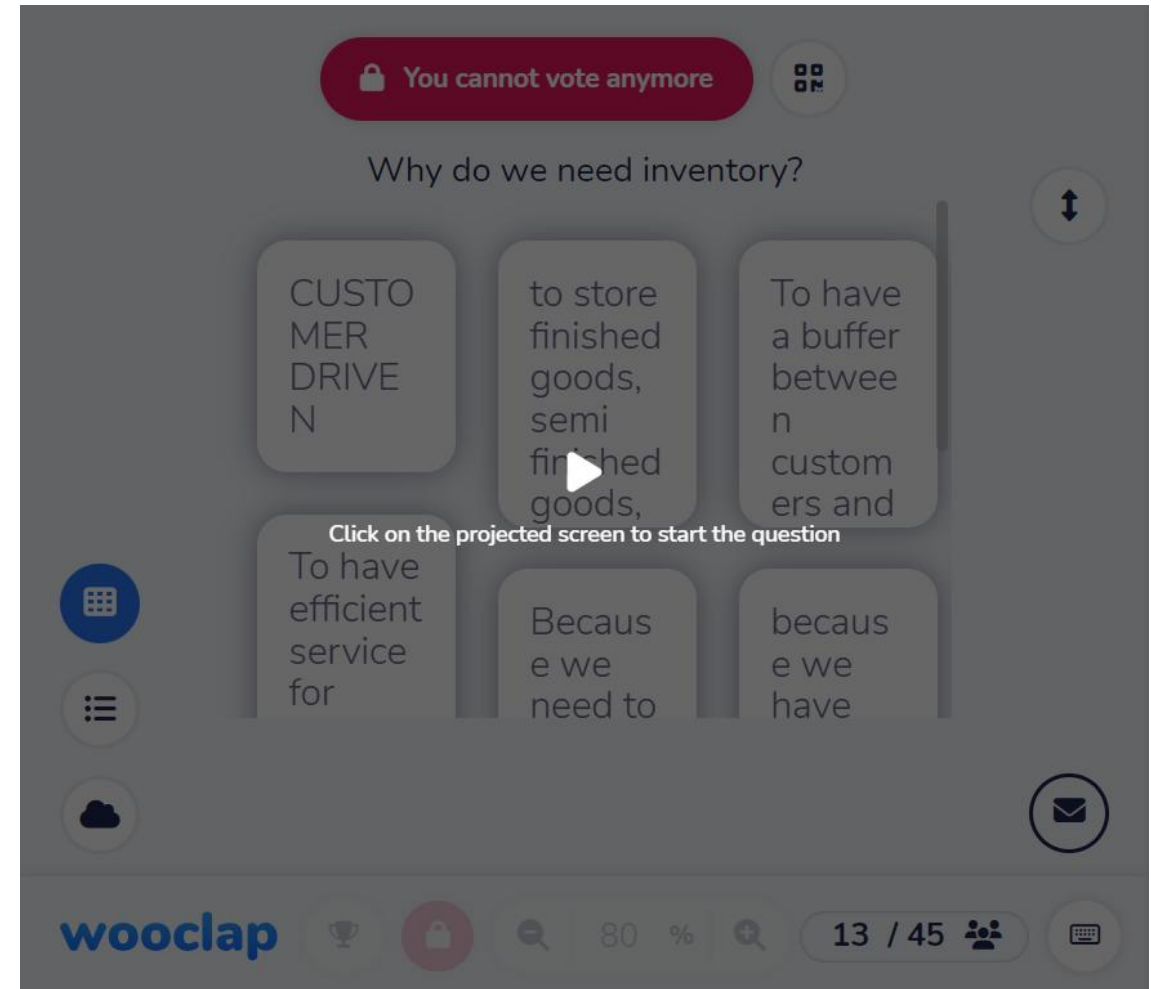 You cannot vote anymore
Why do we need inventory?
CUSTO
MER
DRIVE
N
to store
finished
goods,
semi
finished
goods,
To have
a buffer
betwee
n
custom
ers and
Click on the projected screen to start the question
To have
efficient
service
for
Becaus
e we
need to
becaus
e we
have
wooclap
80 %
13 / 45